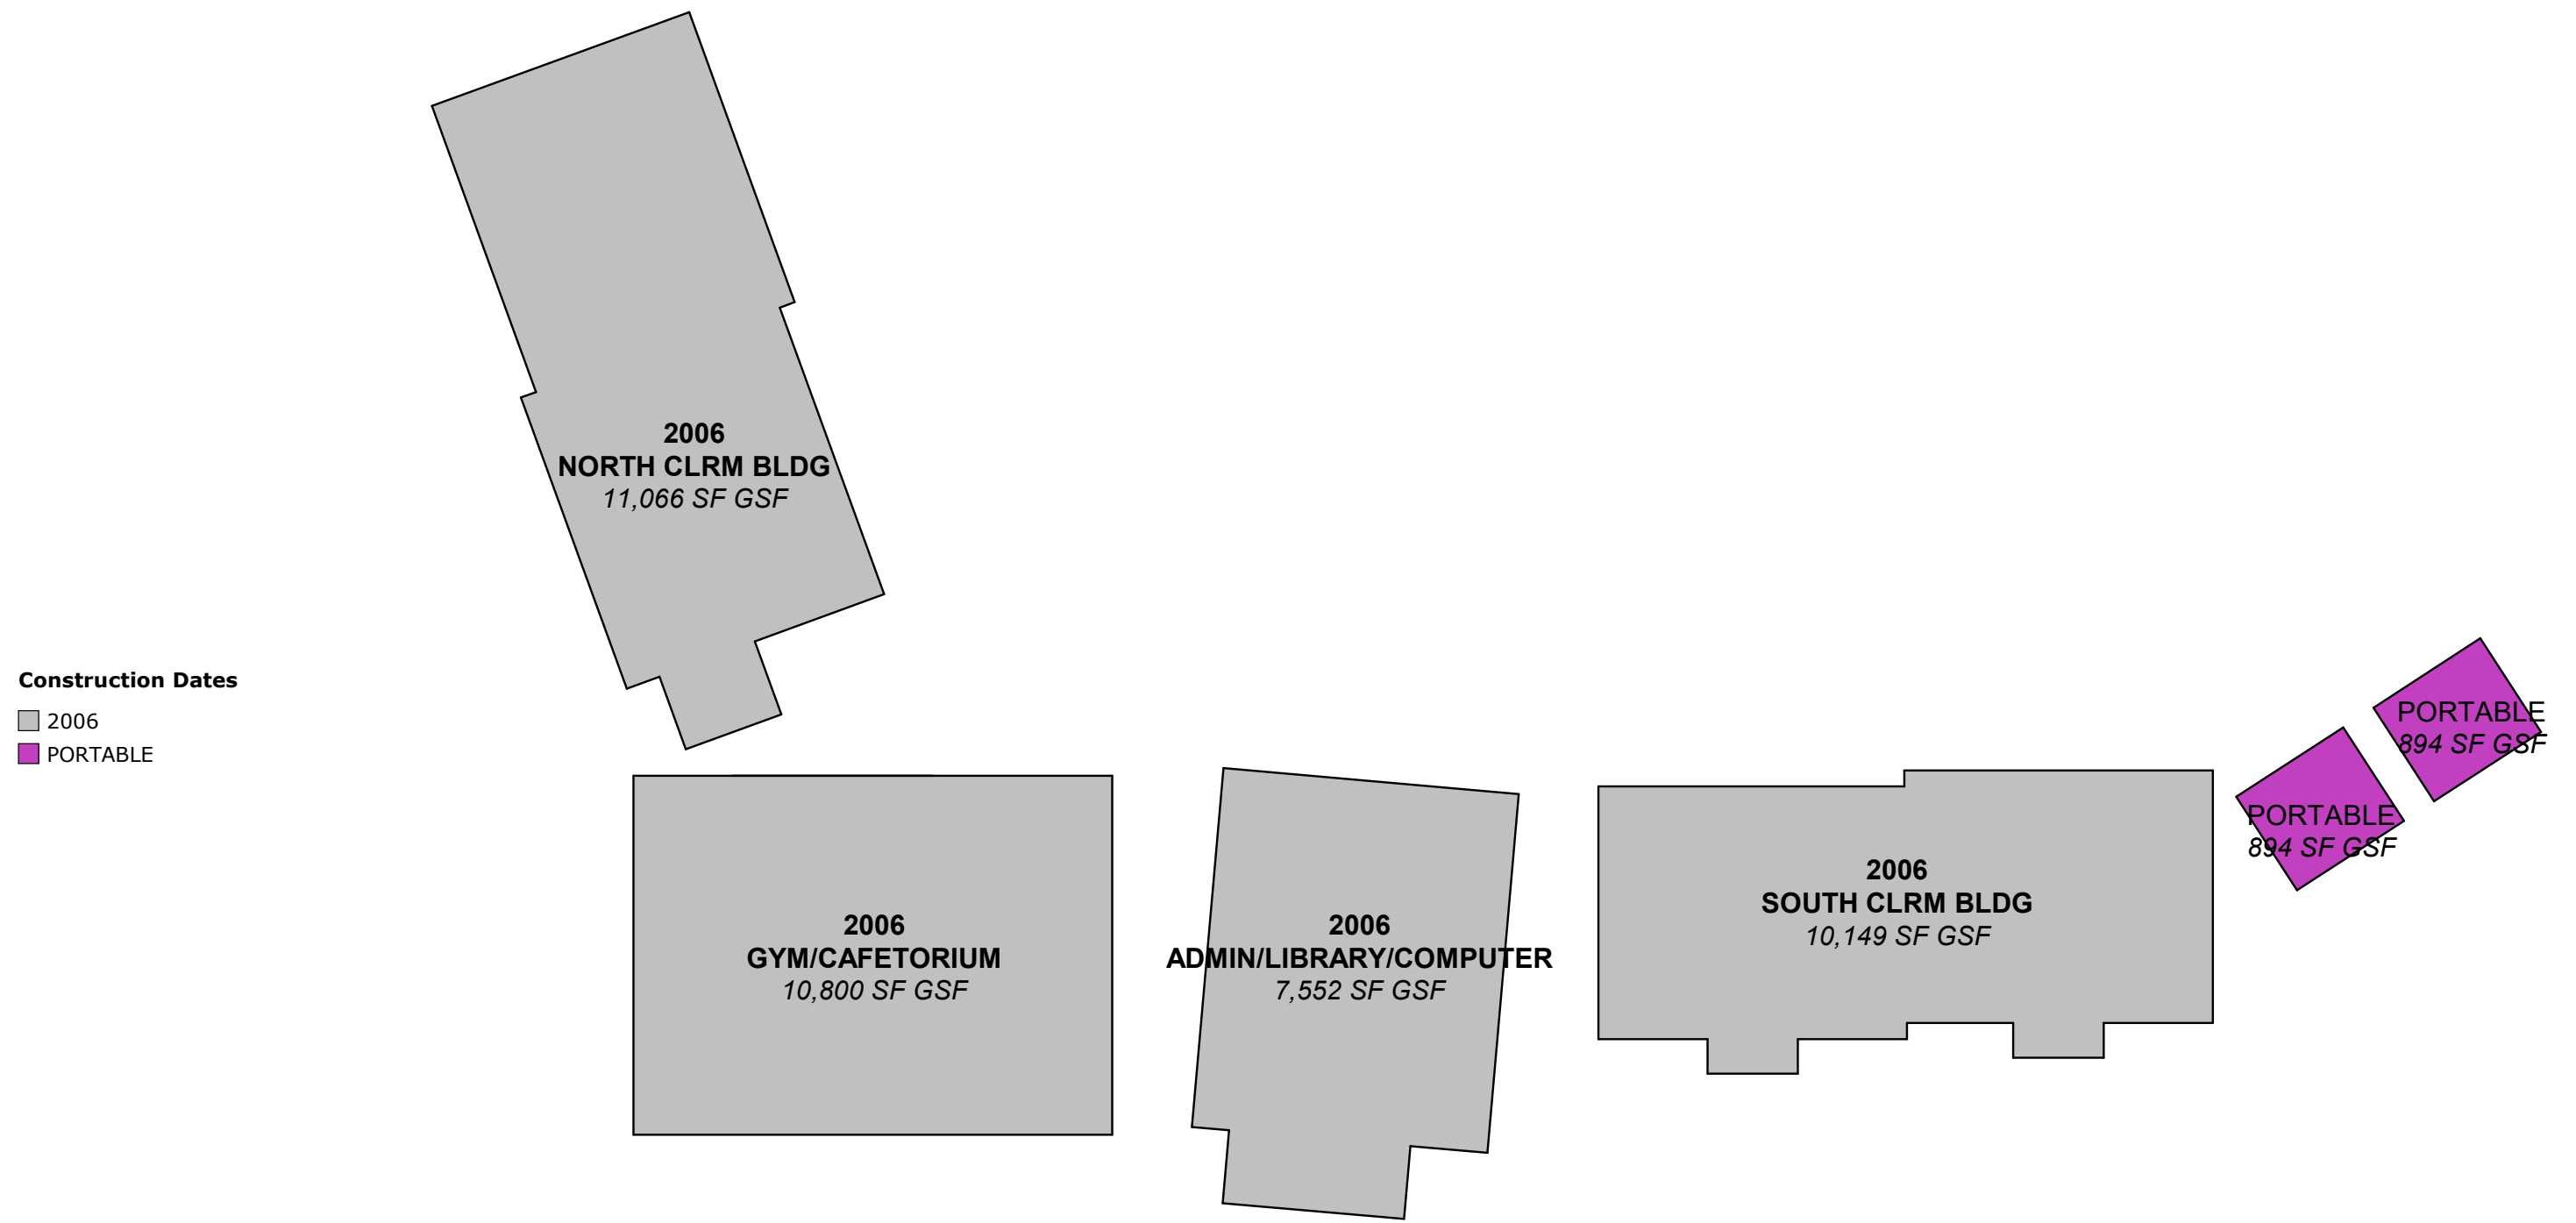 2006
NORTH CLRM BLDG
11,066 SF GSF
Construction Dates
2006
PORTABLE
2006
GYM/CAFETORIUM
10,800 SF GSF
2006
ADMIN/LIBRARY/COMPUTER
7,552 SF GSF
2006
SOUTH CLRM BLDG
10,149 SF GSF
PORTABLE
894 SF GSF
PORTABLE
894 SF GSF